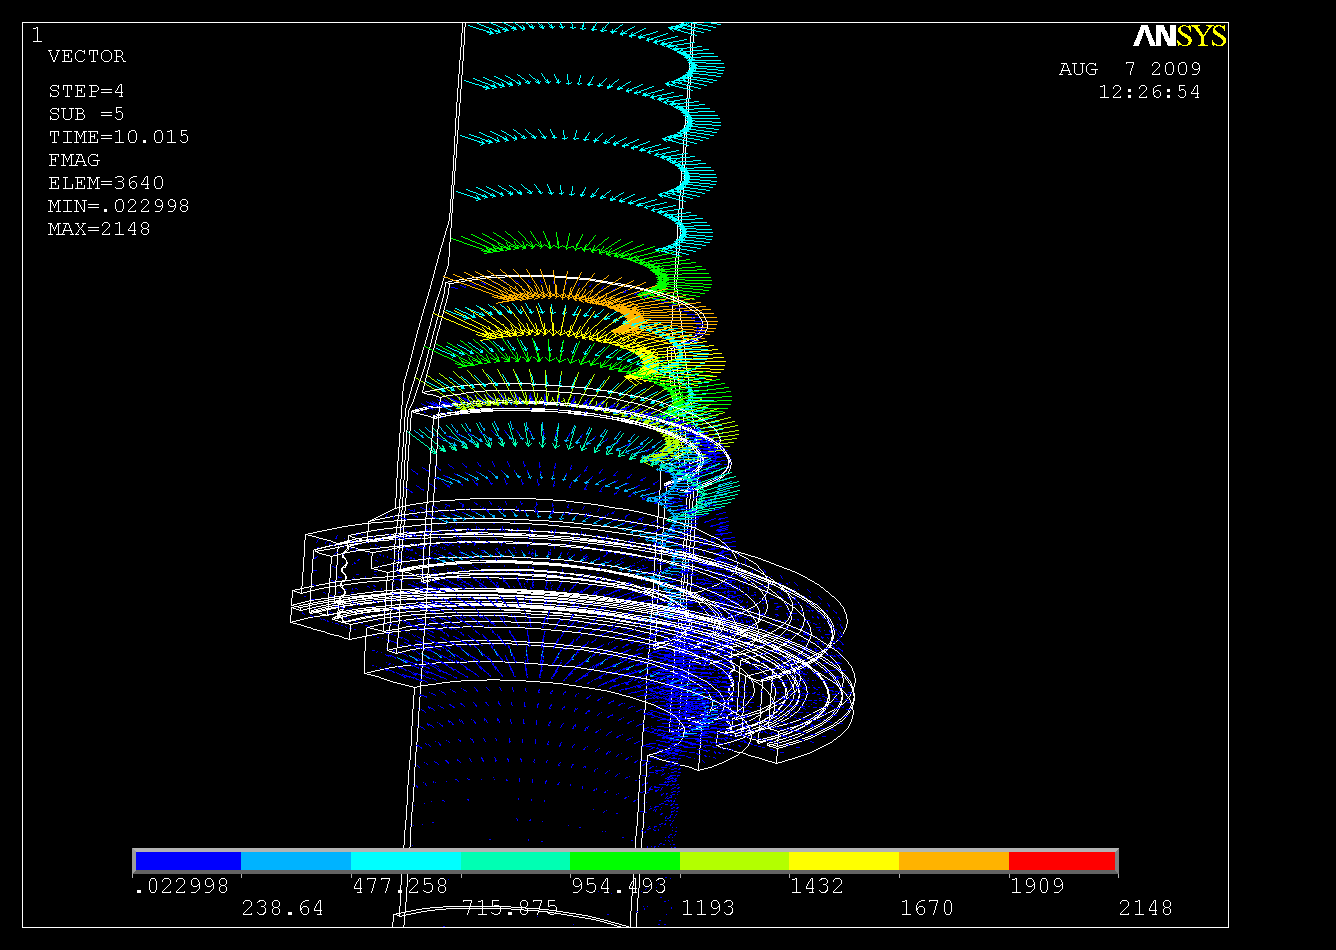 1
ANSYS
VECTOR
AUG 7 2009
12:26:54
STEP=4
SUB =5
TIME=10.015
FMAG
ELEM=3640
MIN=.022998
MAX=2148
.022998 477.258 954.493 1432 1909
238.64 715.875 1193 1670 2148